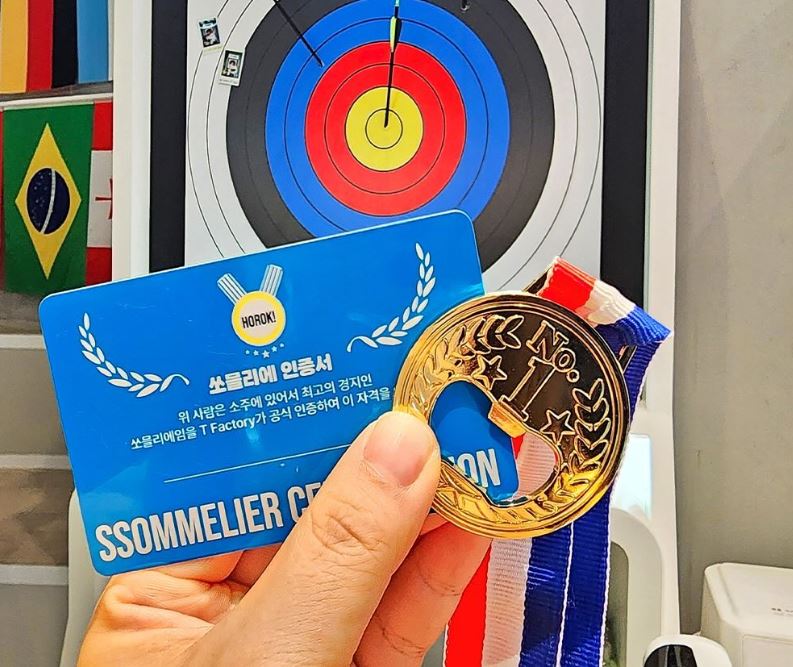 HOROK!
쏘믈리에 인증서
위 사람은 소주에 있어서 최고의 경지인
쏘믈리에임을 T Factory가 공식 인증하여 이 자격을
SSOMMELIER
No.
1